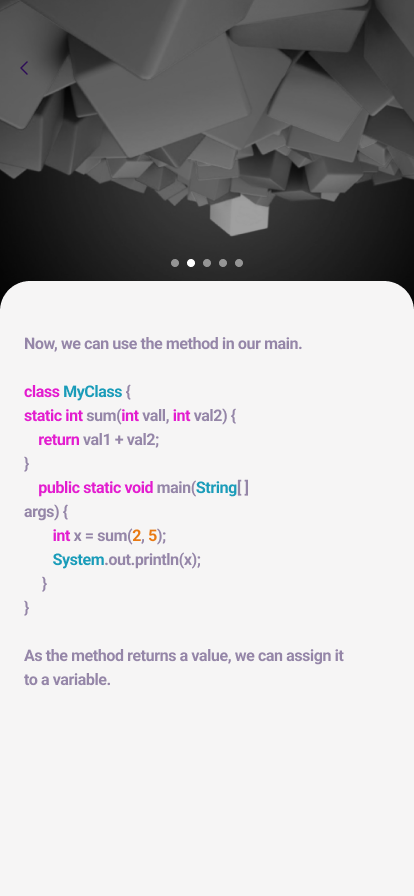 Now, we can use the method in our main.
class MyClass {
static int sum(int vall, int val2) {
return val1 + val2;
}
public static void main(String[ ]
args) {
int x = sum(2, 5);
System.out.println(x);
}
}
As the method returns a value, we can assign it
to a variable.